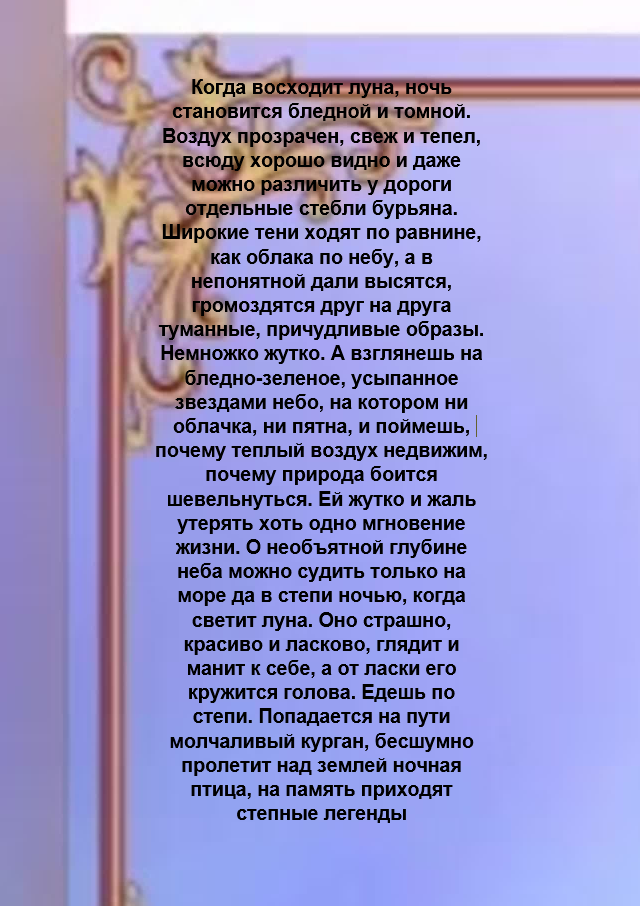 Когда восходит луна, ночь
становится бледной и томной.
Воздух прозрачен, свеж и тепел,
всюду хорошо видно и даже
можно различить у дороги
отдельные стебли бурьяна.
Широкие тени ходят по равнине,
как облака по небу, а в
непонятной дали высятся,
громоздятся друг на друга
туманные, причудливые образы.
Немножко жутко. А взглянешь на
бледно-зеленое, усыпанное
звездами небо, на котором ни
облачка, ни пятна, и поймешь,
почему теплый воздух недвижим,
почему природа боится
шевельнуться. Ей жутко и жаль
утерять хоть одно мгновение
жизни. О необъятной глубине
неба можно судить только на
море да в степи ночью, когда
светит луна. Оно страшно,
красиво и ласково, глядит и
манит к себе, а от ласки его
кружится голова. Едешь по
степи. Попадается на пути
молчаливый курган, бесшумно
пролетит над землей ночная
птица, на память приходят
степные легенды